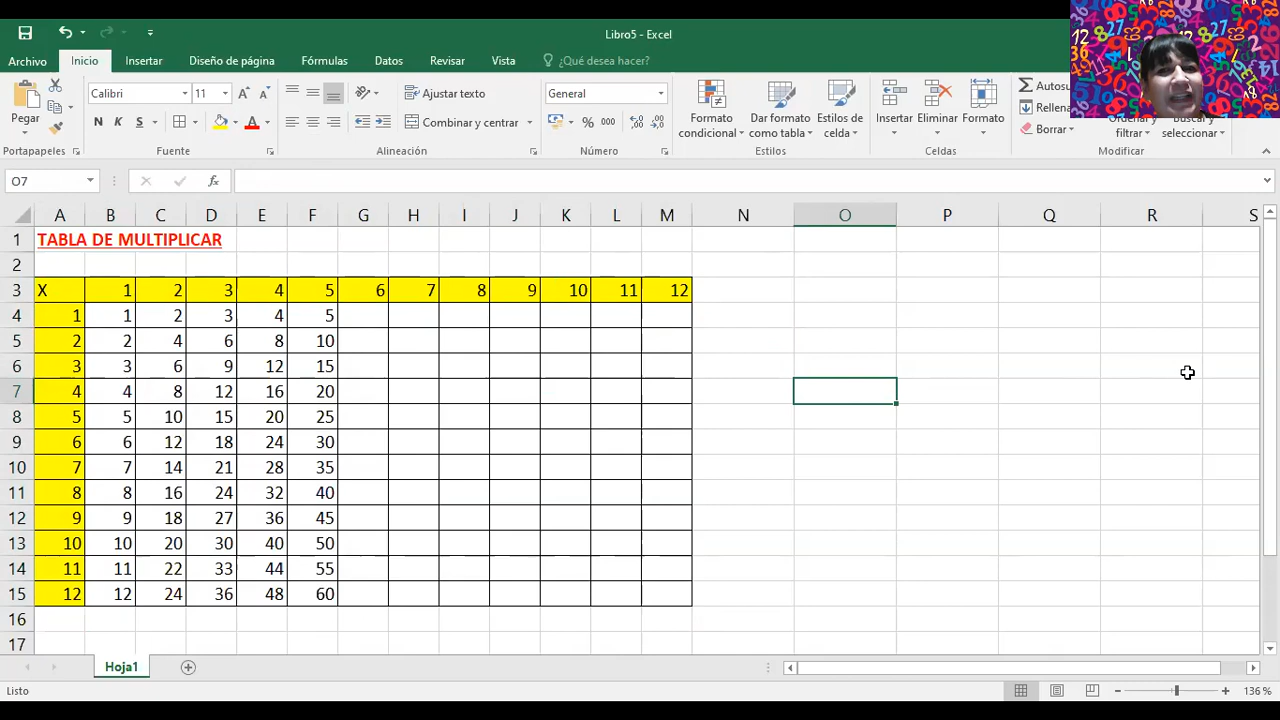 Libro5 - Excel
Archivo Inicio Insertar Diseño de página Fórmulas Datos Revisar Vista ¿Qué desea hacer?
Calibri 11 Ajustar texto General Autosu
Pegar N K S Combinar y centrar % 000 Formato condicional Dar formato como tabla Estilos de celda Insertar Eliminar Formato Rellena
Borrar Ordenar y filtrar Buscar y seleccionar
Portapapeles Fuente Alineación Número Estilos Celdas Modificar
O7 fx
A B C D E F G H I J K L M N O P Q R S
1 TABLA DE MULTIPLICAR
2
3 X 1 2 3 4 5 6 7 8 9 10 11 12
4 1 1 2 3 4 5
5 2 2 4 6 8 10
6 3 3 6 9 12 15
7 4 4 8 12 16 20
8 5 5 10 15 20 25
9 6 6 12 18 24 30
10 7 7 14 21 28 35
11 8 8 16 24 32 40
12 9 9 18 27 36 45
13 10 10 20 30 40 50
14 11 11 22 33 44 55
15 12 12 24 36 48 60
16
17
Hoja1
Listo 136 %